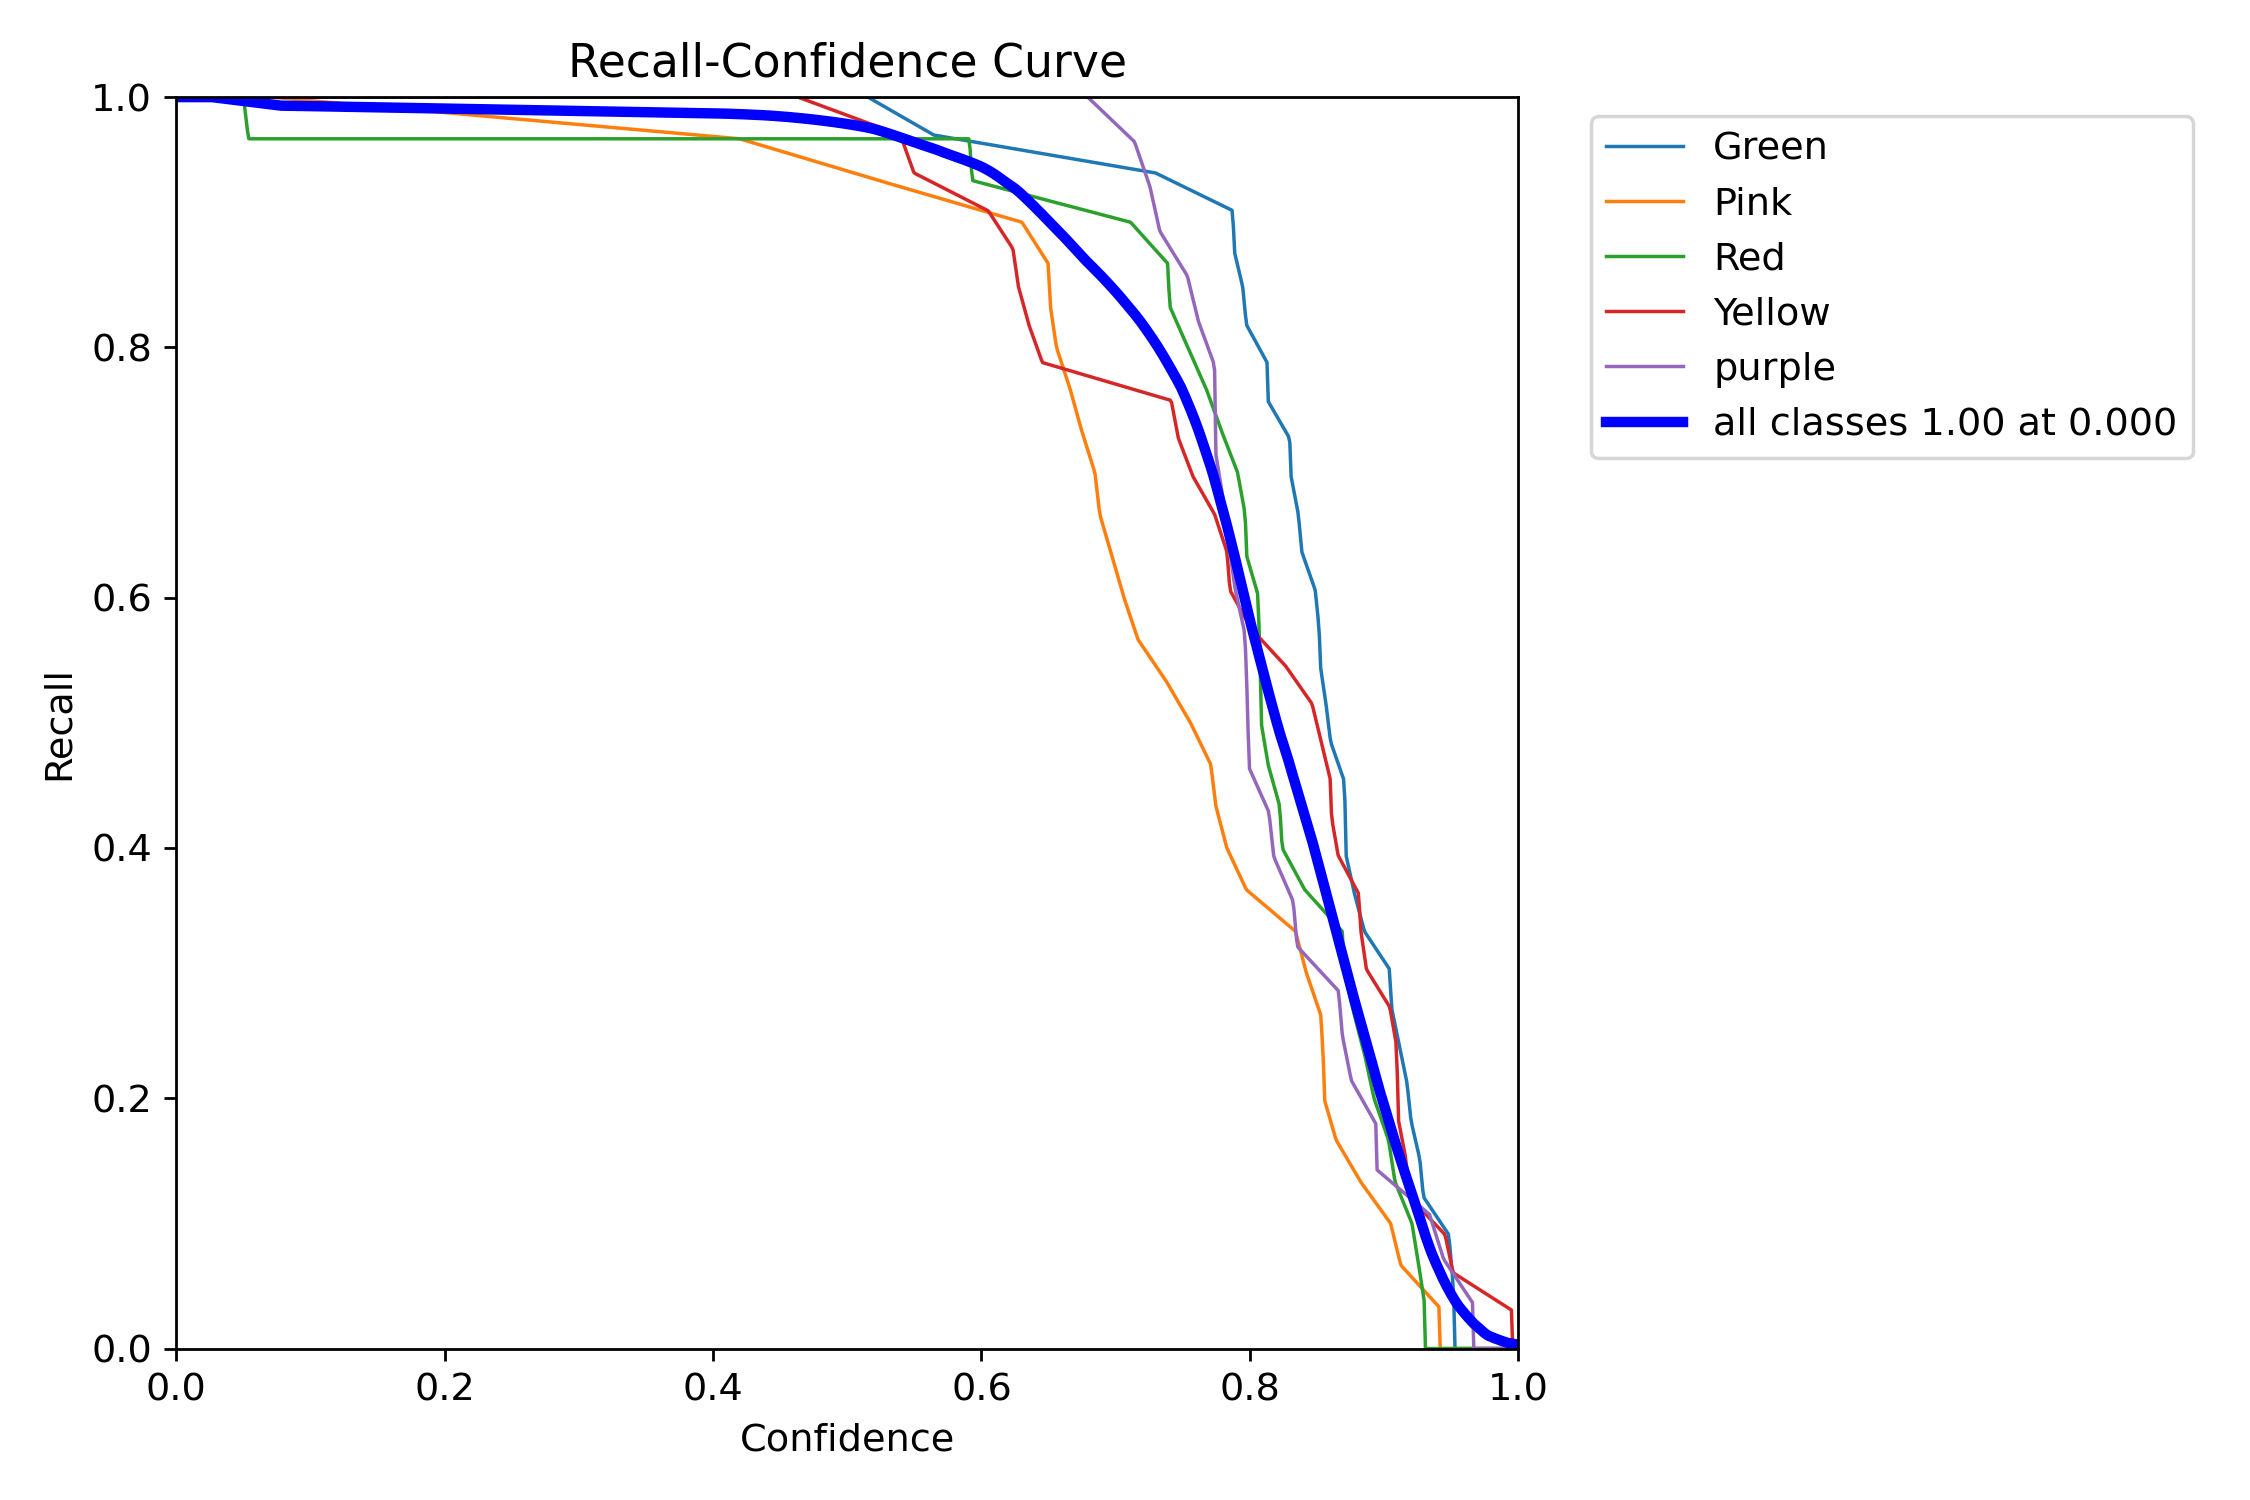 Recall-Confidence Curve
1.0
0.8
0.6
0.4
0.2
0.0
Recall
0.0 0.2 0.4 0.6 0.8 1.0
Confidence
Green
Pink
Red
Yellow
purple
all classes 1.00 at 0.000